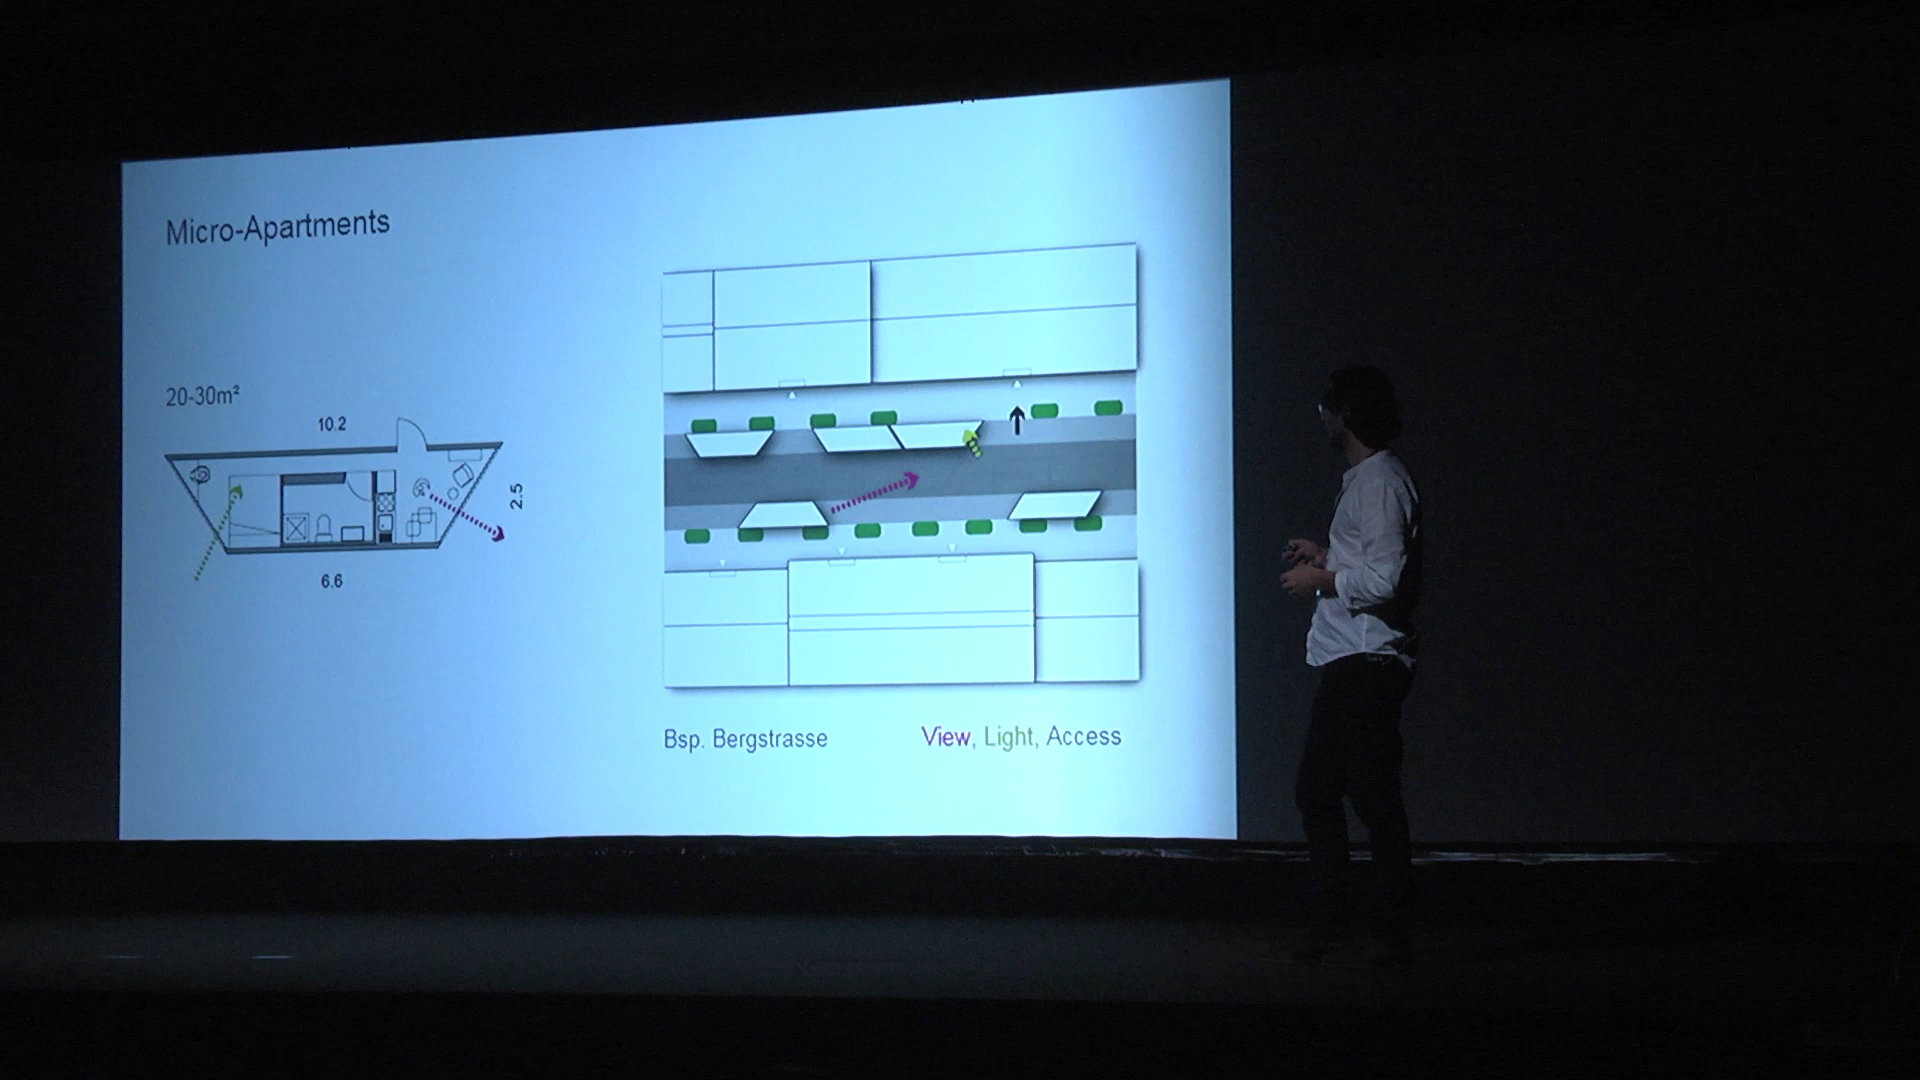 Micro-Apartments
20-30m²
10.2
2.5
6.6
Bsp. Bergstrasse
View, Light, Access